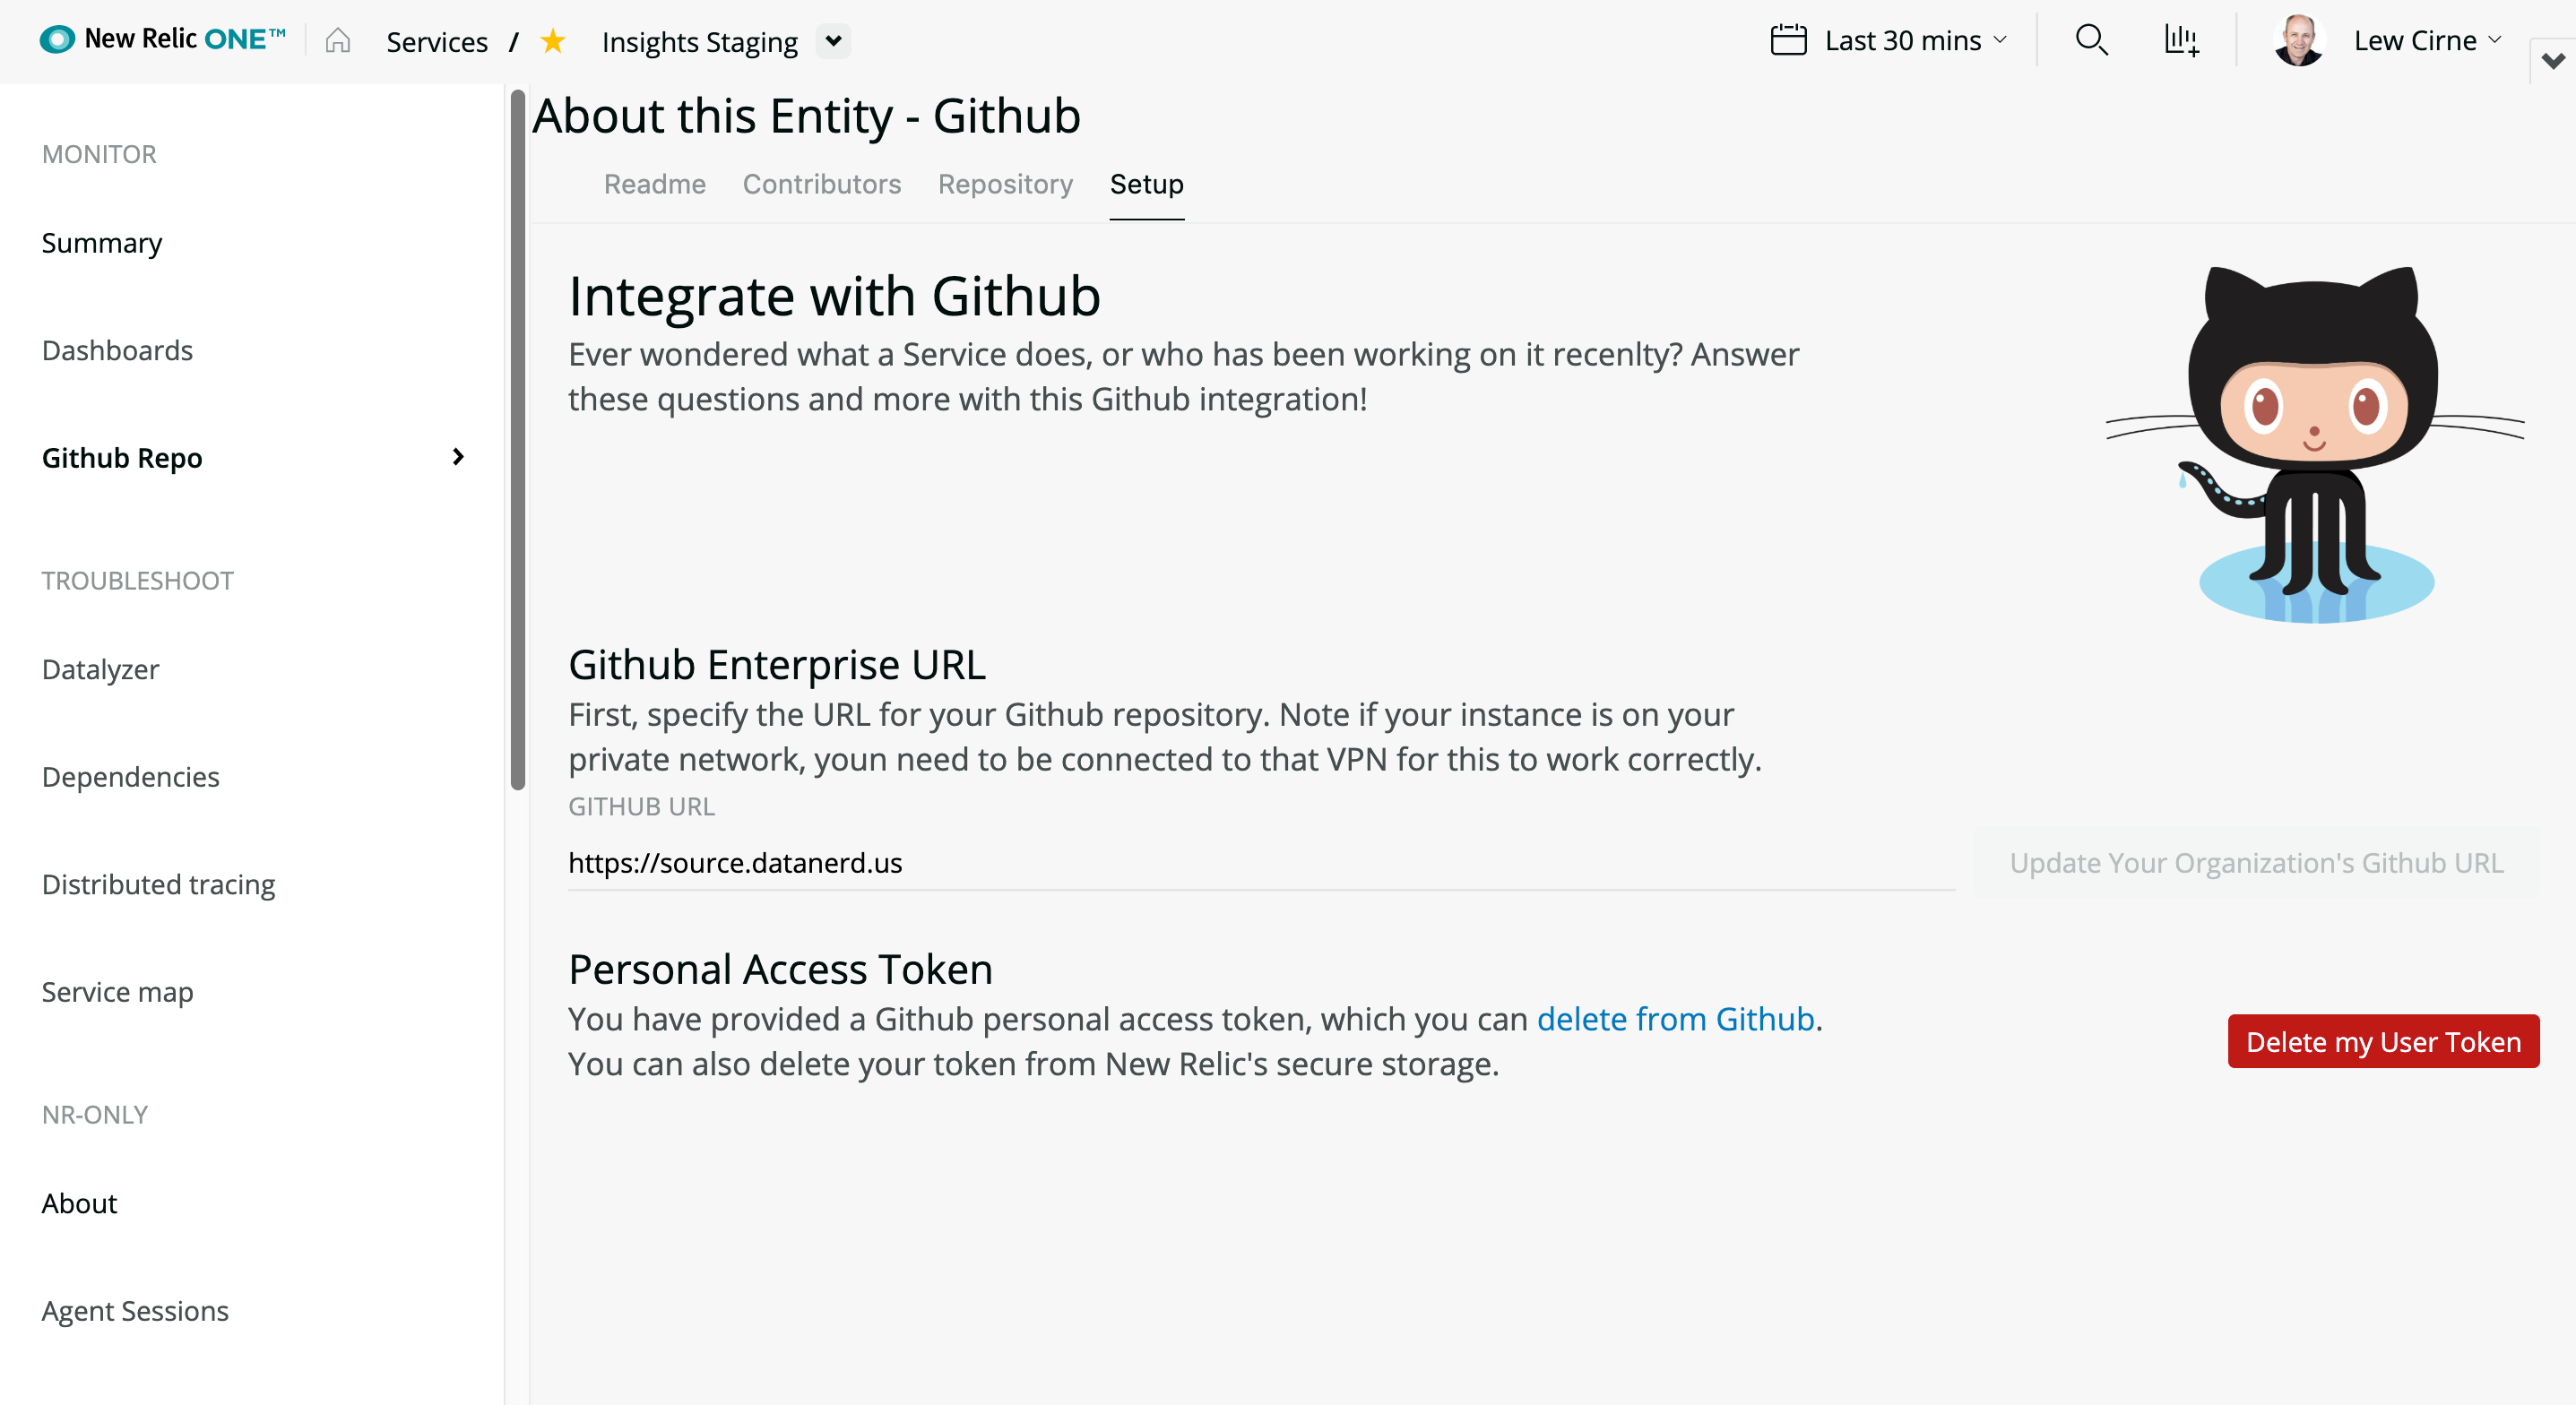 New Relic ONE™
Services / Insights Staging
Last 30 mins
Lew Cirne
MONITOR
Summary
Dashboards
Github Repo
TROUBLESHOOT
Datalyzer
Dependencies
Distributed tracing
Service map
NR-ONLY
About
Agent Sessions
About this Entity - Github
Readme Contributors Repository Setup
Integrate with Github
Ever wondered what a Service does, or who has been working on it recenlty? Answer
these questions and more with this Github integration!
Github Enterprise URL
First, specify the URL for your Github repository. Note if your instance is on your
private network, youn need to be connected to that VPN for this to work correctly.
GITHUB URL
https://source.datanerd.us
Update Your Organization's Github URL
Personal Access Token
You have provided a Github personal access token, which you can delete from Github.
You can also delete your token from New Relic's secure storage.
Delete my User Token